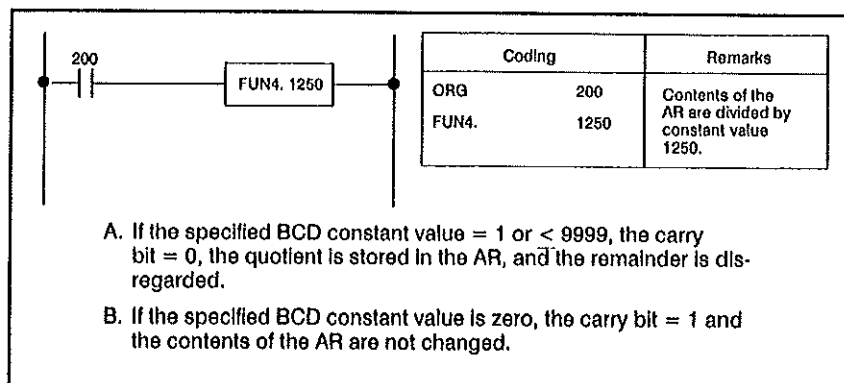 200
FUN4. 1250
Coding
Remarks
ORG 200
FUN4. 1250
Contents of the
AR are divided by
constant value
1250.
A. If the specified BCD constant value = 1 or < 9999, the carry
bit = 0, the quotient is stored in the AR, and the remainder is dis-
regarded.
B. If the specified BCD constant value is zero, the carry bit = 1 and
the contents of the AR are not changed.